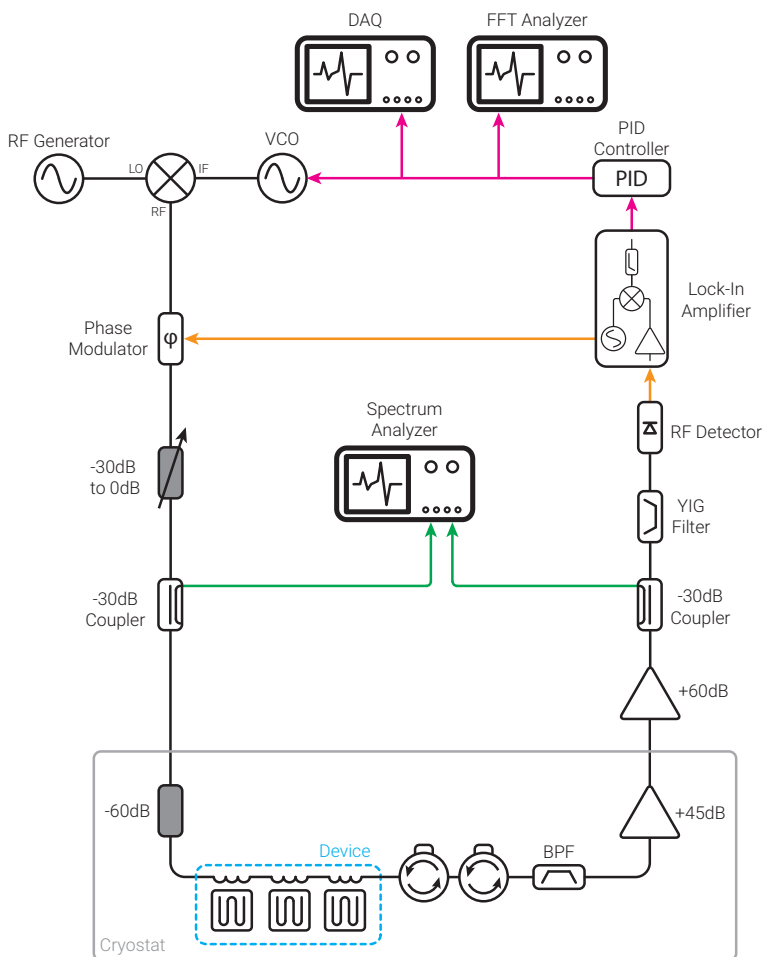 DAQ
FFT Analyzer
RF Generator
VCO
PID
Controller
LO
IF
RF
PID
Lock-In
Amplifier
Phase
Modulator
φ
Spectrum
Analyzer
RF Detector
-30dB
to 0dB
YIG
Filter
-30dB
Coupler
-30dB
Coupler
+60dB
-60dB
+45dB
Device
BPF
Cryostat